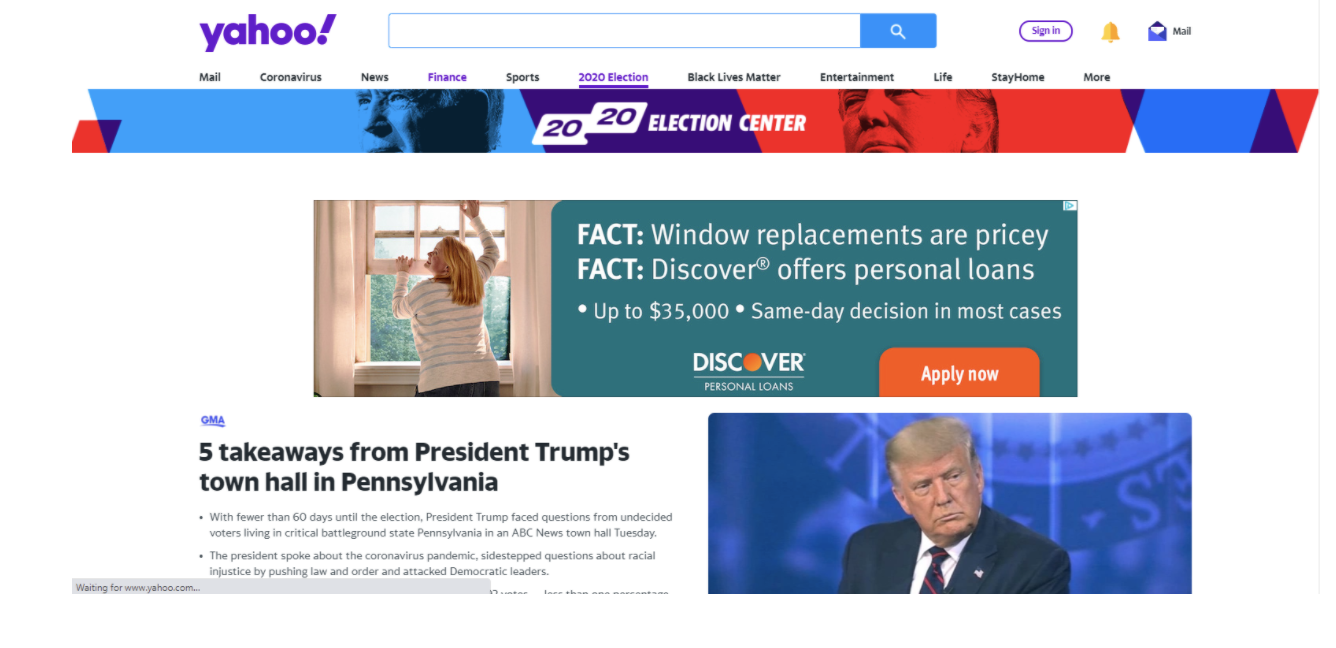 yahoo!
Sign in
Mail
Mail Coronavirus News Finance Sports 2020 Election Black Lives Matter Entertainment Life StayHome More
2020 ELECTION CENTER
FACT: Window replacements are pricey
FACT: Discover® offers personal loans
• Up to $35,000 • Same-day decision in most cases
DISCOVER
PERSONAL LOANS
Apply now
GMA
5 takeaways from President Trump's
town hall in Pennsylvania
• With fewer than 60 days until the election, President Trump faced questions from undecided
voters living in critical battleground state Pennsylvania in an ABC News town hall Tuesday.
• The president spoke about the coronavirus pandemic, sidestepped questions about racial
injustice by pushing law and order and attacked Democratic leaders.
votes less than one percentage
Waiting for www.yahoo.com...